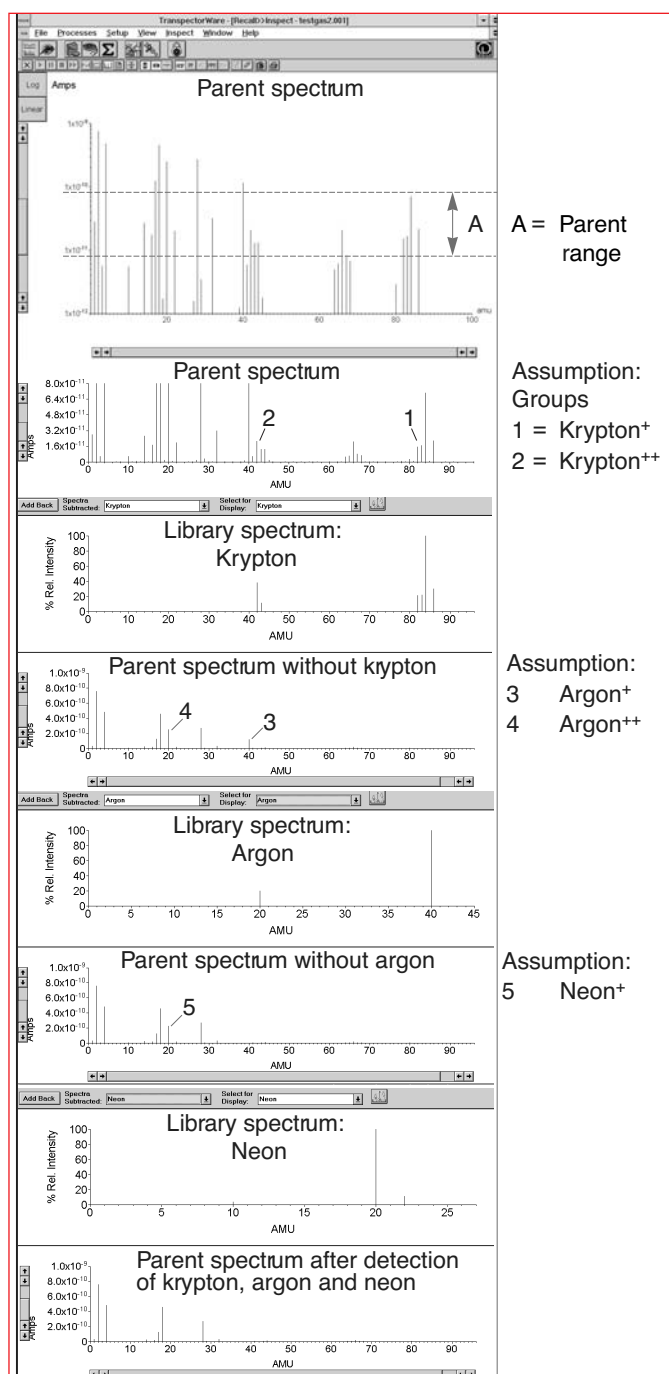 TranspectorWare - [Recall>>Inspect - testgas2.001]
File Processes Setup View Inspect Window Help
Log
Linear
Amps
Parent spectrum
1x10⁻⁹
1x10⁻¹⁰
1x10⁻¹¹
1x10⁻¹²
A
20 40 60 80 100
amu
A = Parent
range
Parent spectrum
8.0x10⁻¹¹
6.4x10⁻¹¹
4.8x10⁻¹¹
3.2x10⁻¹¹
1.6x10⁻¹¹
Amps
2
1
0 10 20 30 40 50 60 70 80 90
AMU
Assumption:
Groups
1 = Krypton⁺
2 = Krypton⁺⁺
Add Back Spectra Subtracted: Krypton Select for Display: Krypton
Library spectrum:
Krypton
% Rel. Intensity
100
80
60
40
20
0
0 10 20 30 40 50 60 70 80 90
AMU
Parent spectrum without krypton
1.0x10⁻⁹
8.0x10⁻¹⁰
6.0x10⁻¹⁰
4.0x10⁻¹⁰
2.0x10⁻¹⁰
0
Amps
4
3
0 10 20 30 40 50 60 70 80 90
AMU
Assumption:
3 Argon⁺
4 Argon⁺⁺
Add Back Spectra Subtracted: Argon Select for Display: Argon
Library spectrum:
Argon
% Rel. Intensity
100
80
60
40
20
0
0 5 10 15 20 25 30 35 40 45
AMU
Parent spectrum without argon
1.0x10⁻⁹
8.0x10⁻¹⁰
6.0x10⁻¹⁰
4.0x10⁻¹⁰
2.0x10⁻¹⁰
Amps
5
0 10 20 30 40 50 60 70 80 90
AMU
Assumption:
5 Neon⁺
Add Back Spectra Subtracted: Neon Select for Display: Neon
Library spectrum:
Neon
% Rel. Intensity
100
80
60
40
20
0
0 5 10 15 20 25
AMU
Parent spectrum after detection
of krypton, argon and neon
1.0x10⁻⁹
8.0x10⁻¹⁰
6.0x10⁻¹⁰
4.0x10⁻¹⁰
2.0x10⁻¹⁰
0
Amps
0 10 20 30 40 50 60 70 80 90
AMU